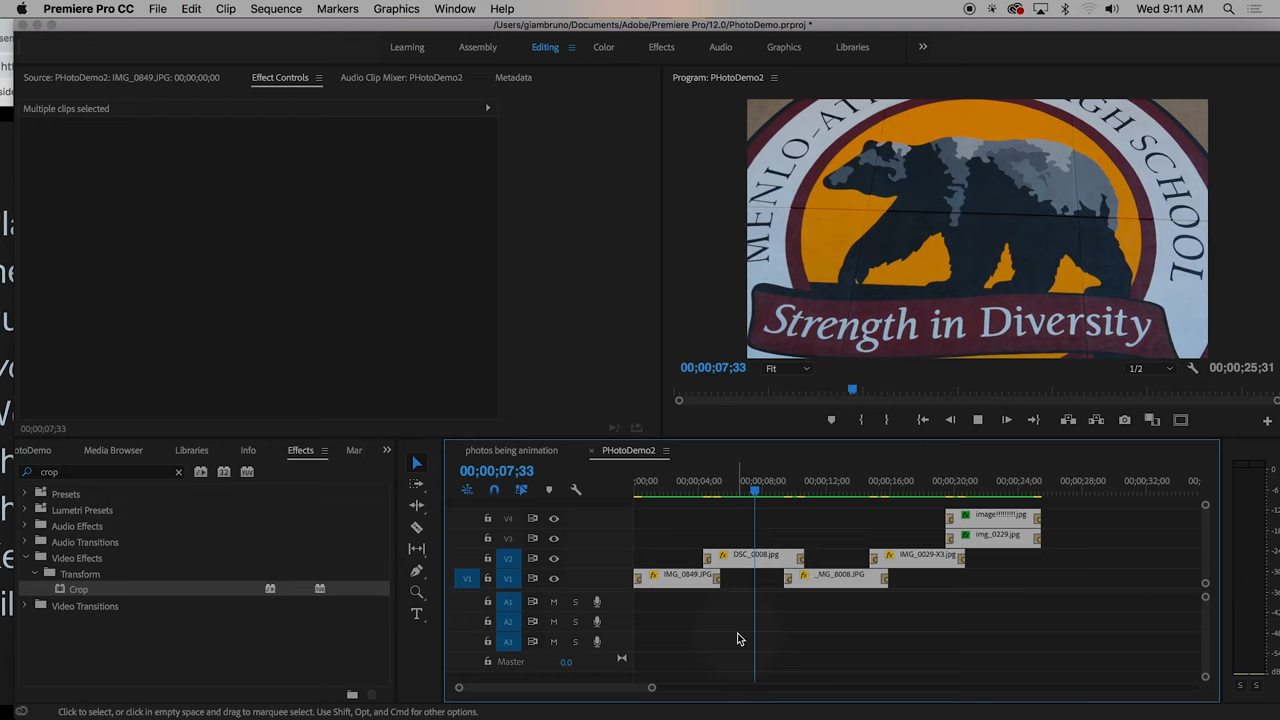 Premiere Pro CC File Edit Clip Sequence Markers Graphics Window Help Wed 9:11 AM
/Users/giambruno/Documents/Adobe/Premiere Pro/12.0/PHotoDemo.prproj *
Learning Assembly Editing Effects Color Audio Graphics Libraries
Source: PHotoDemo2: IMG_0849.JPG: 00;00;00;00 Effect Controls Audio Clip Mixer: PHotoDemo2 Metadata Program: PHotoDemo2
Multiple clips selected
MENLO-AT
GH SCHOOL
Strength in Diversity
00;00;07;33 Fit 1/2 00;00;25;31
00;00;07;33
otoDemo Media Browser Libraries Info Effects Mar photos being animation × PHotoDemo2
crop
00;00;07;33
;00;00 00;00;04;00 00;00;08;00 00;00;12;00 00;00;16;00 00;00;20;00 00;00;24;00 00;00;28;00 00;00;32;00 00;
Presets
Lumetri Presets
Audio Effects
Audio Transitions
Video Effects
Transform
Crop
Video Transitions
V4 image!!!!!!!!!.jpg
V3 img_0229.jpg
V2 DSC_0008.jpg IMG_0029-X3.jpg
V1 V1 IMG_0849.JPG _MG_8008.JPG
A1 M S
A2 M S
A3 M S
Master 0.0
S S
Click to select, or click in empty space and drag to marquee select. Use Shift, Opt, and Cmd for other options.